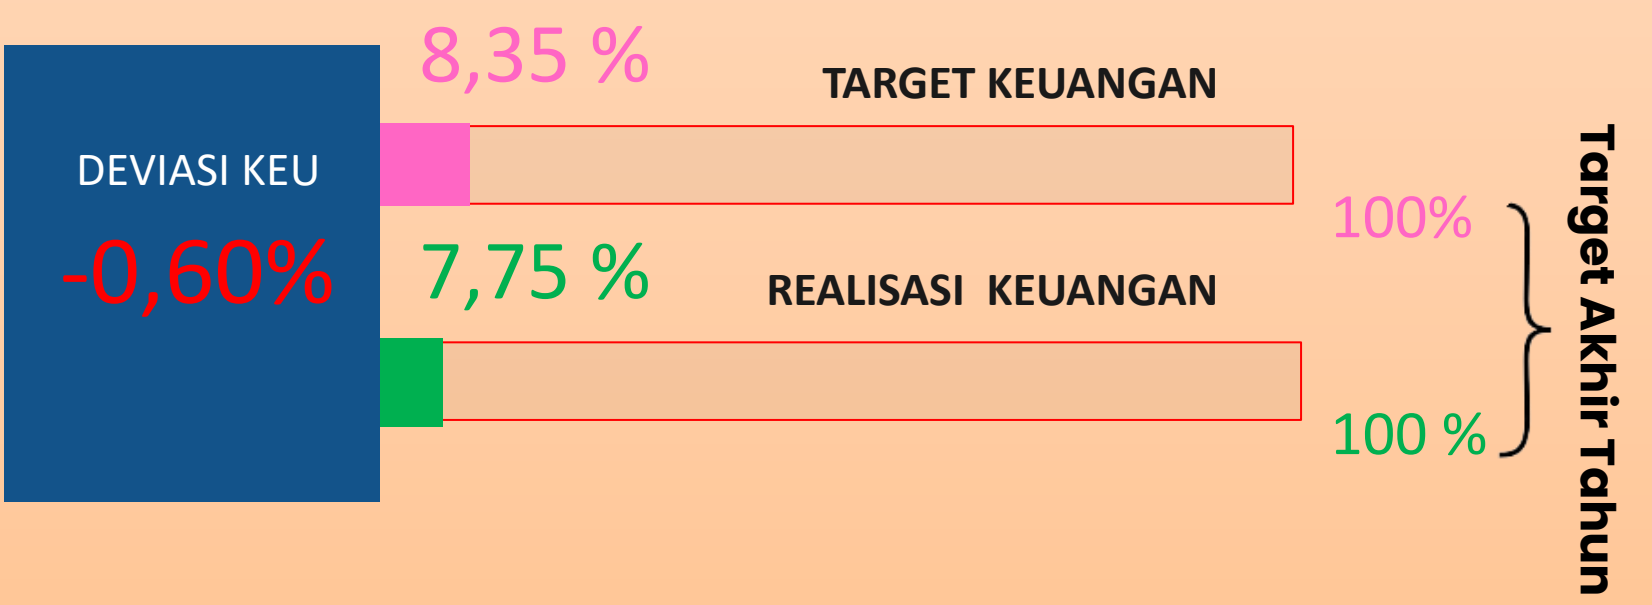 DEVIASI KEU
-0,60%
8,35 %
TARGET KEUANGAN
100%
7,75 %
REALISASI  KEUANGAN
100 %
Target Akhir Tahun